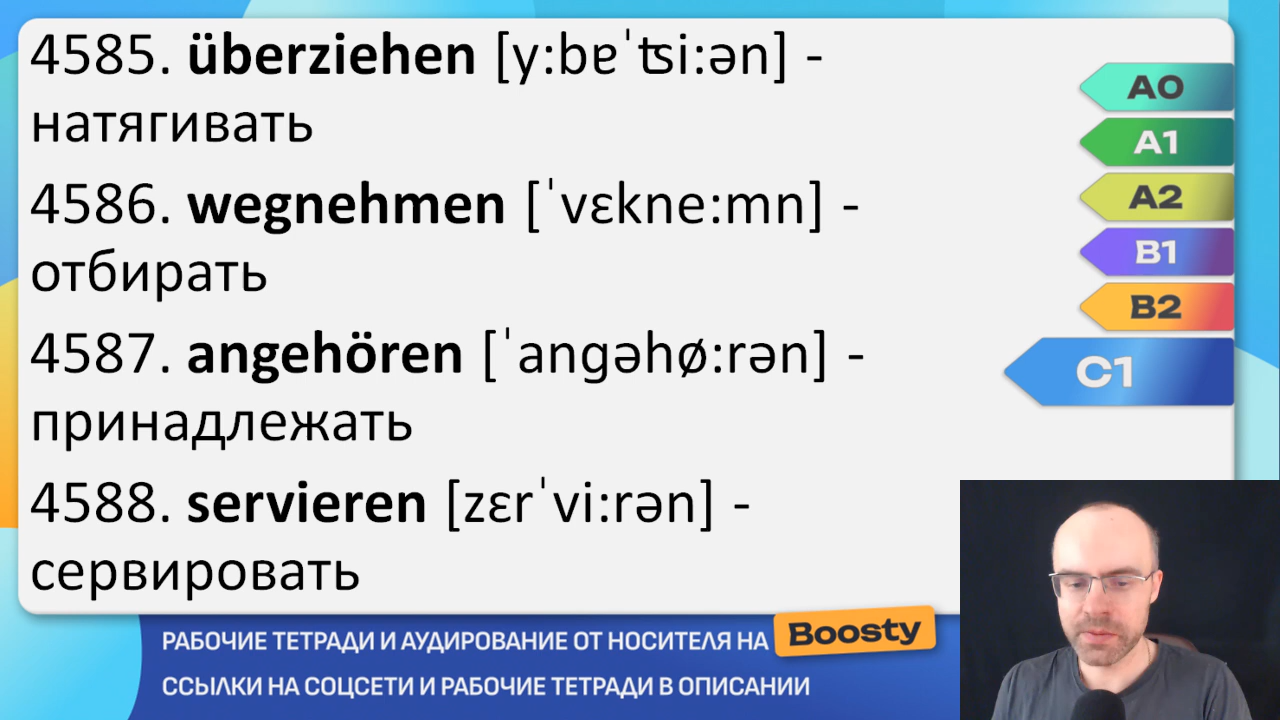 4585. überziehen [y:bɐˈʦi:ən] -
натягивать
4586. wegnehmen [ˈvɛkne:mn] -
отбирать
4587. angehören [ˈangəhø:rən] -
принадлежать
4588. servieren [zɛrˈvi:rən] -
сервировать
A0
A1
A2
B1
B2
C1
РАБОЧИЕ ТЕТРАДИ И АУДИРОВАНИЕ ОТ НОСИТЕЛЯ НА Boosty
ССЫЛКИ НА СОЦСЕТИ И РАБОЧИЕ ТЕТРАДИ В ОПИСАНИИ